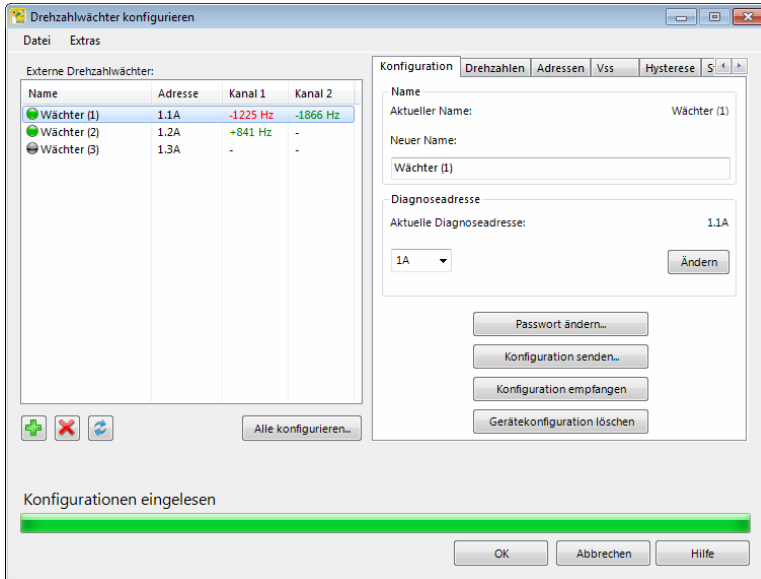 Drehzahlwächter konfigurieren
Datei Extras
Externe Drehzahlwächter:
Name Adresse Kanal 1 Kanal 2
Wächter (1) 1.1A -1225 Hz -1866 Hz
Wächter (2) 1.2A +841 Hz -
Wächter (3) 1.3A - -
Alle konfigurieren...
Konfiguration Drehzahlen Adressen Vss Hysterese S
Name
Aktueller Name: Wächter (1)
Neuer Name:
Wächter (1)
Diagnoseadresse
Aktuelle Diagnoseadresse: 1.1A
1A Ändern
Passwort ändern...
Konfiguration senden...
Konfiguration empfangen
Gerätekonfiguration löschen
Konfigurationen eingelesen
OK Abbrechen Hilfe